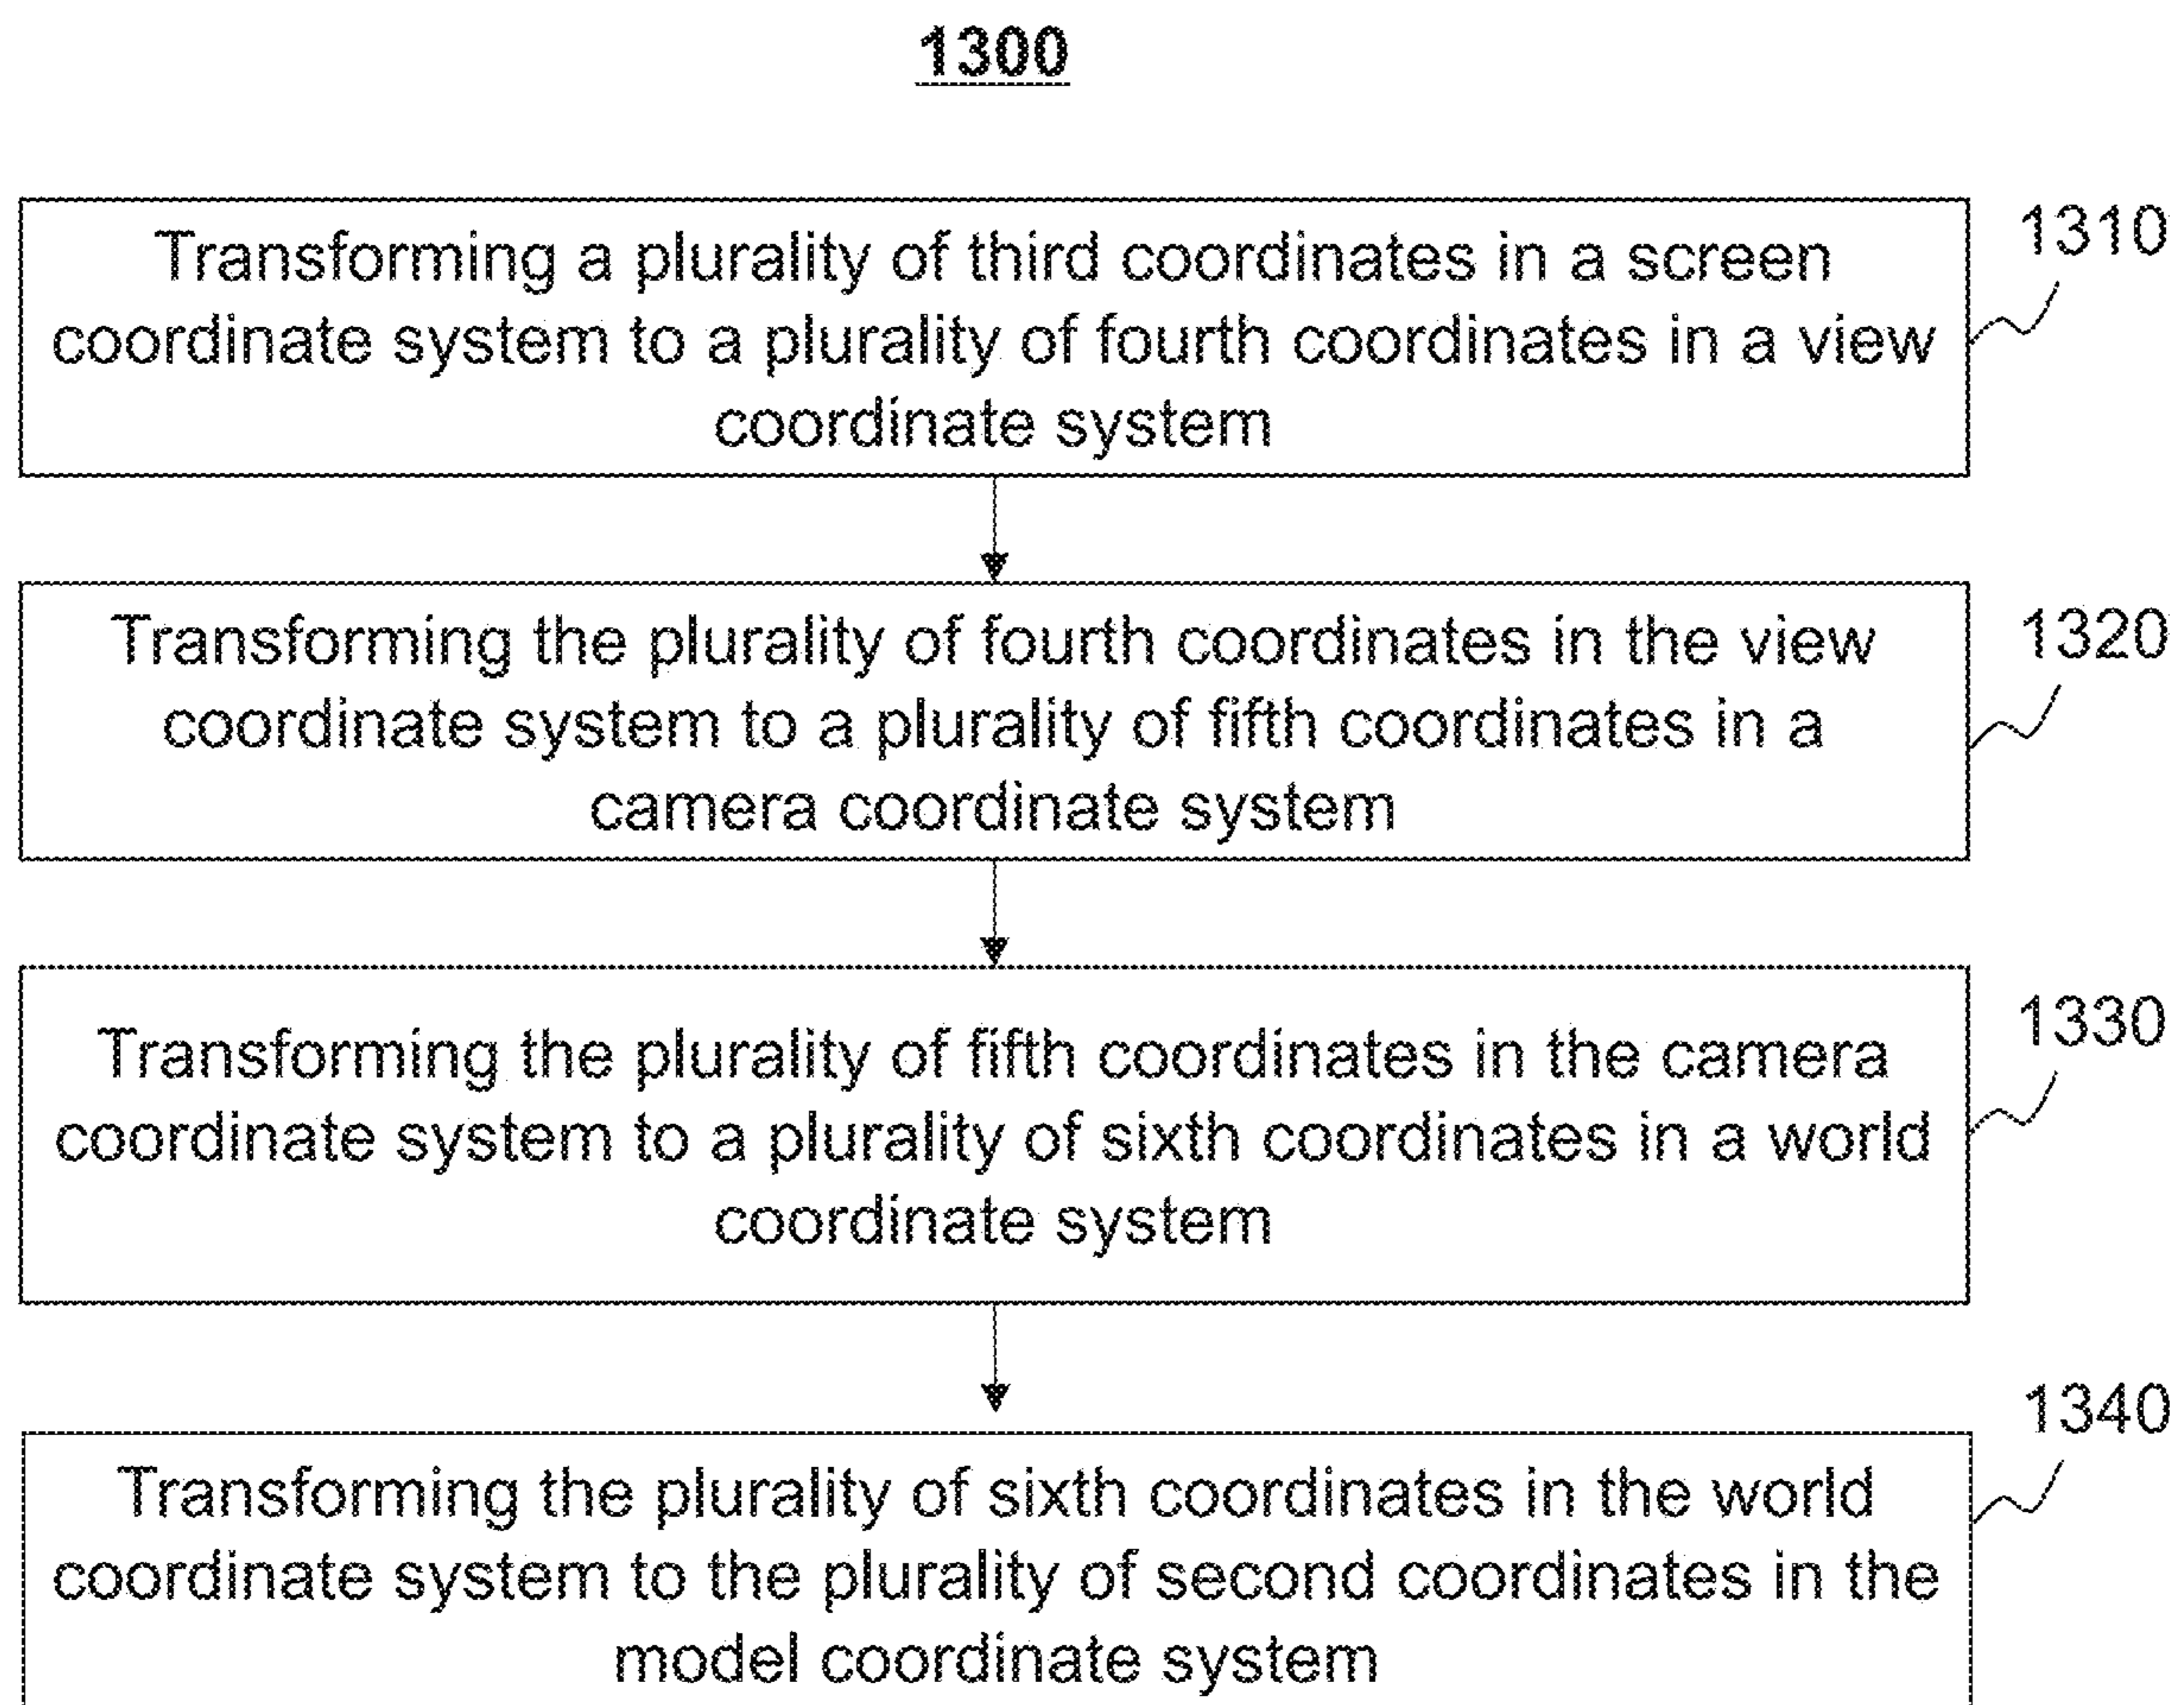 1300
Transforming a plurality of third coordinates in a screen
coordinate system to a plurality of fourth coordinates in a view
coordinate system
1310
Transforming the plurality of fourth coordinates in the view
coordinate system to a plurality of fifth coordinates in a
camera coordinate system
1320
Transforming the plurality of fifth coordinates in the camera
coordinate system to a plurality of sixth coordinates in a world
coordinate system
1330
Transforming the plurality of sixth coordinates in the world
coordinate system to the plurality of second coordinates in the
model coordinate system
1340